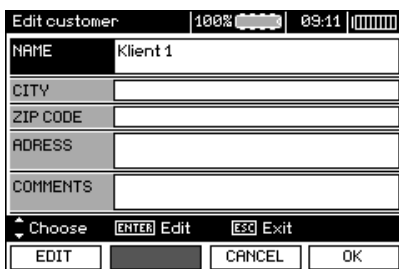 Edit customer 100% 09:11
NAME Klient 1
CITY
ZIP CODE
ADRESS
COMMENTS
Choose ENTER Edit ESC Exit
EDIT CANCEL OK